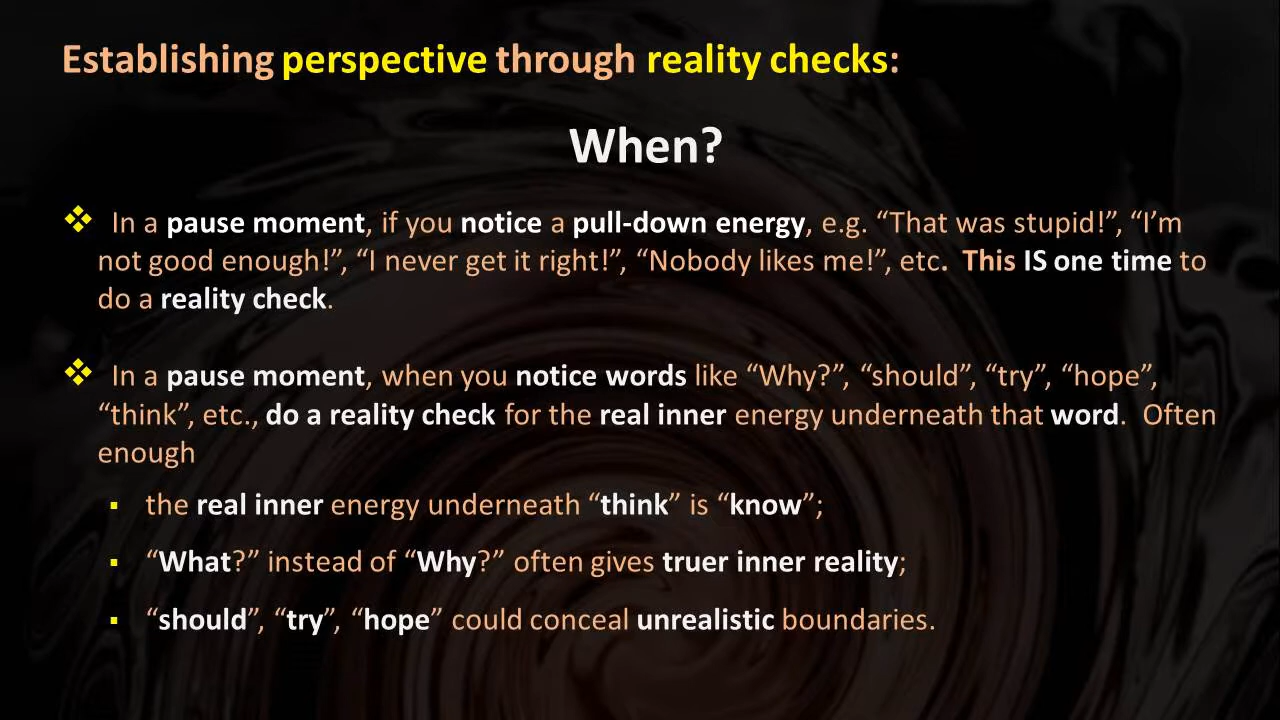 Establishing perspective through reality checks:
When?
❖ In a pause moment, if you notice a pull-down energy, e.g. “That was stupid!”, “I’m
not good enough!”, “I never get it right!”, “Nobody likes me!”, etc.  This IS one time to
do a reality check.
❖ In a pause moment, when you notice words like “Why?”, “should”, “try”, “hope”,
“think”, etc., do a reality check for the real inner energy underneath that word.  Often
enough
▪ the real inner energy underneath “think” is “know”;
▪ “What?” instead of “Why?” often gives truer inner reality;
▪ “should”, “try”, “hope” could conceal unrealistic boundaries.